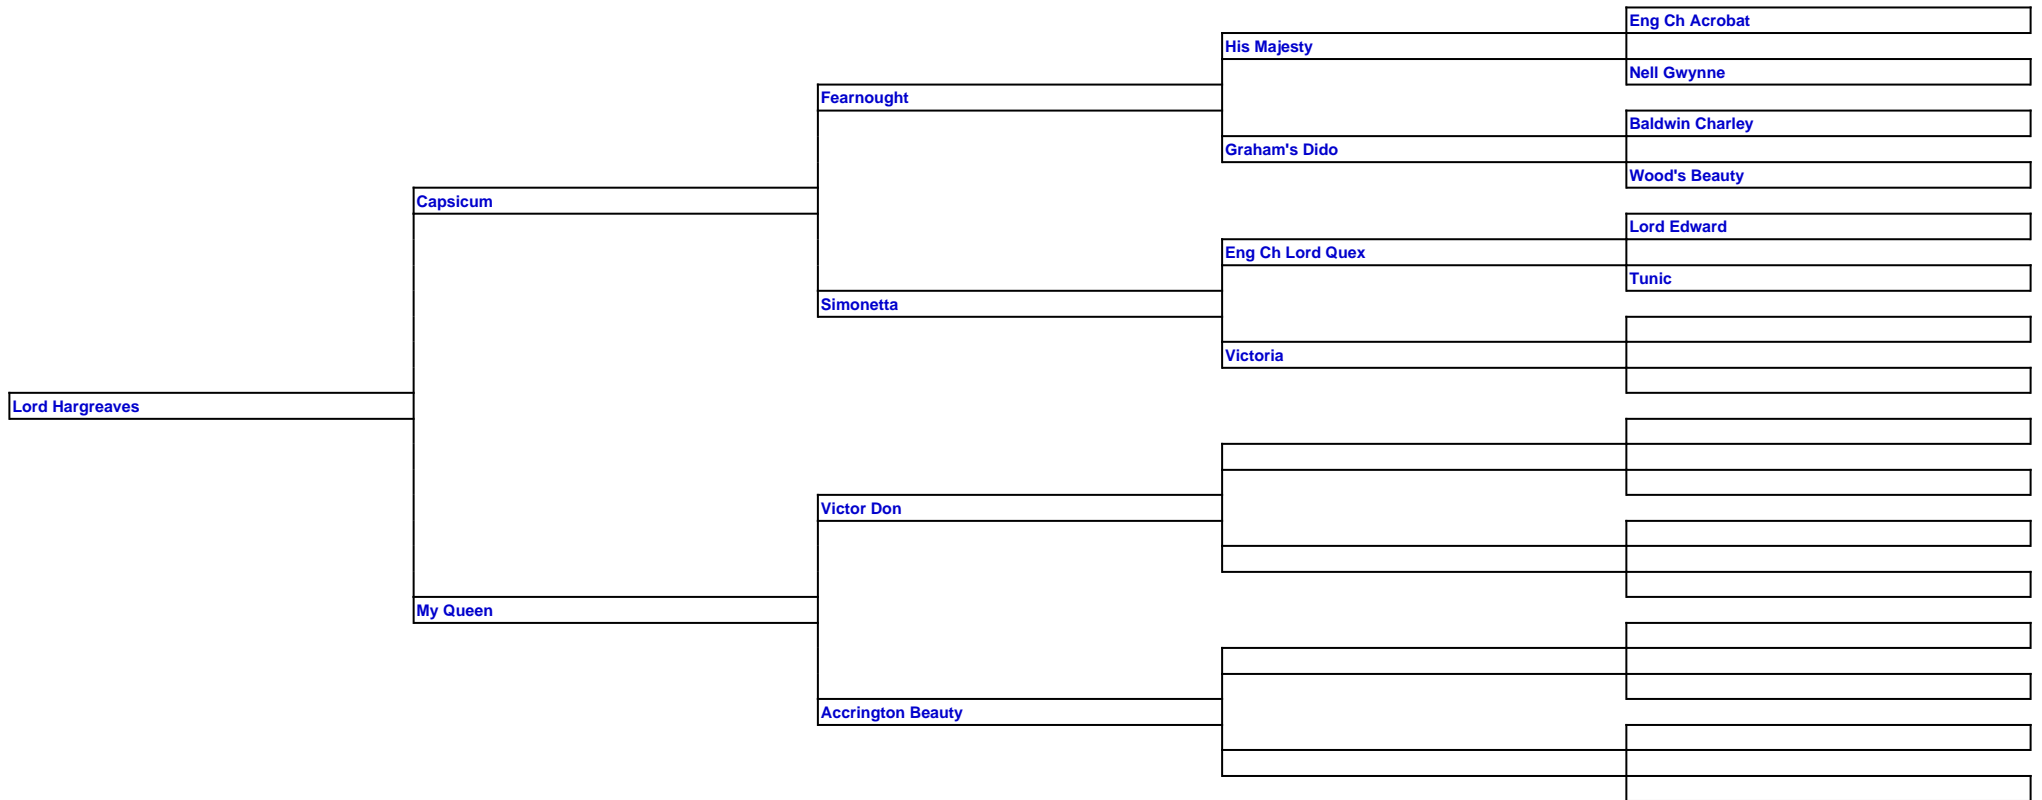 Eng Ch Acrobat
His Majesty
Nell Gwynne
Fearnought
Baldwin Charley
Graham's Dido
Wood's Beauty
Capsicum
Lord Edward
Eng Ch Lord Quex
Tunic
Simonetta
Victoria
Lord Hargreaves
Victor Don
My Queen
Accrington Beauty